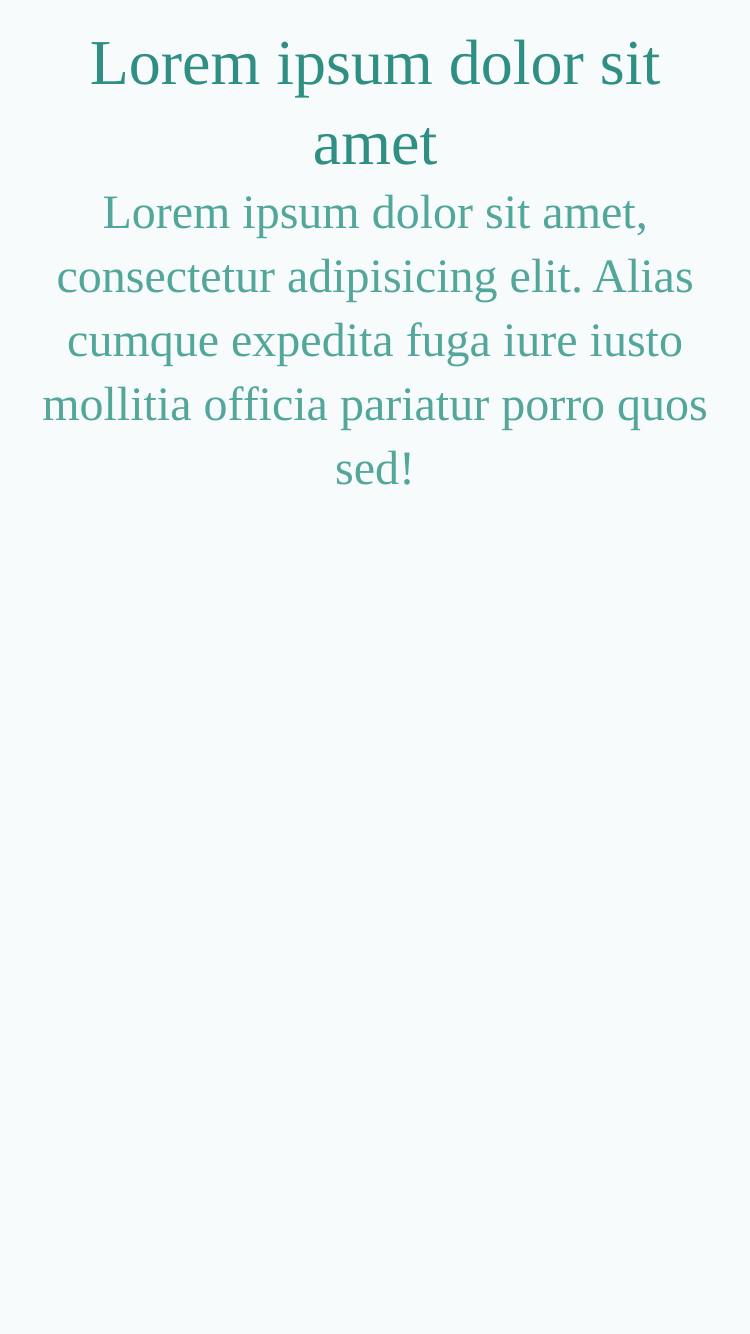 Lorem ipsum dolor sit
amet
Lorem ipsum dolor sit amet,
consectetur adipisicing elit. Alias
cumque expedita fuga iure iusto
mollitia officia pariatur porro quos
sed!